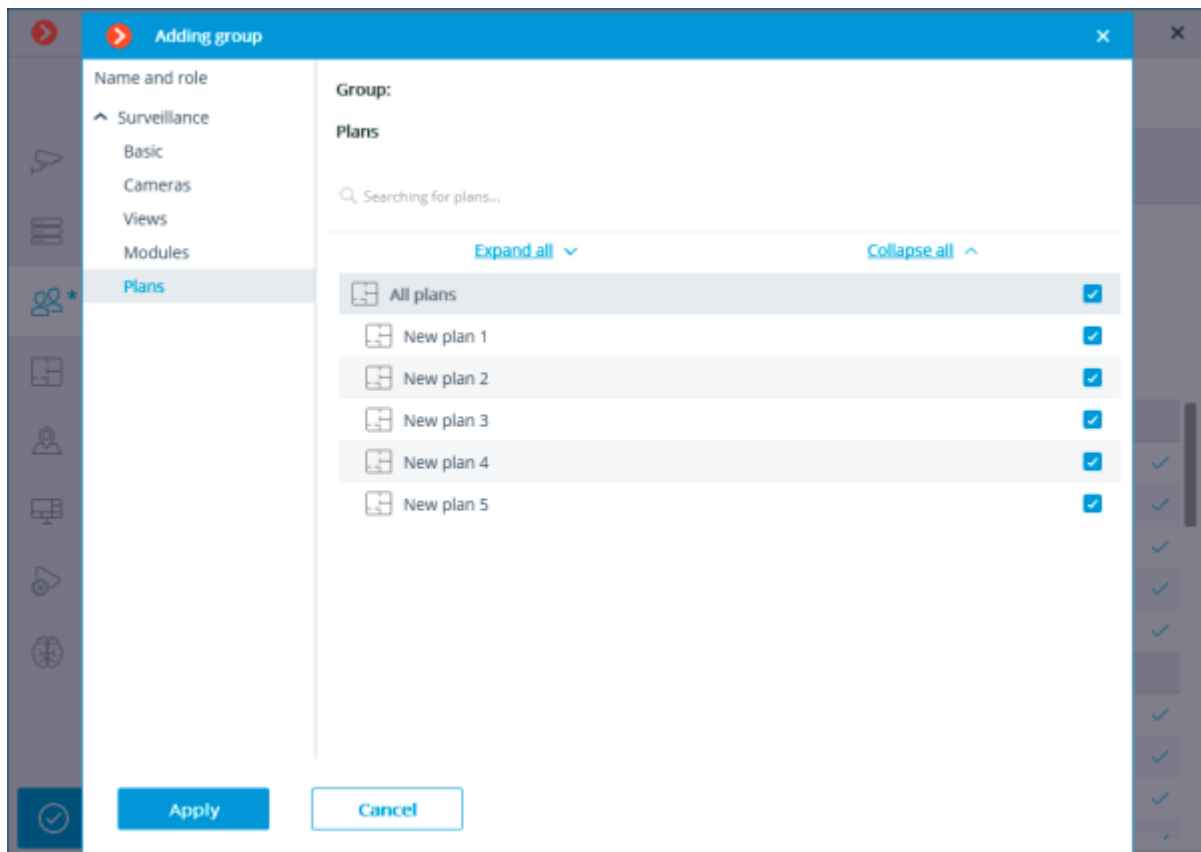 Adding group
Name and role
Surveillance
Basic
Cameras
Views
Modules
Plans
Group:
Plans
Searching for plans...
Expand all
Collapse all
All plans
New plan 1
New plan 2
New plan 3
New plan 4
New plan 5
Apply
Cancel